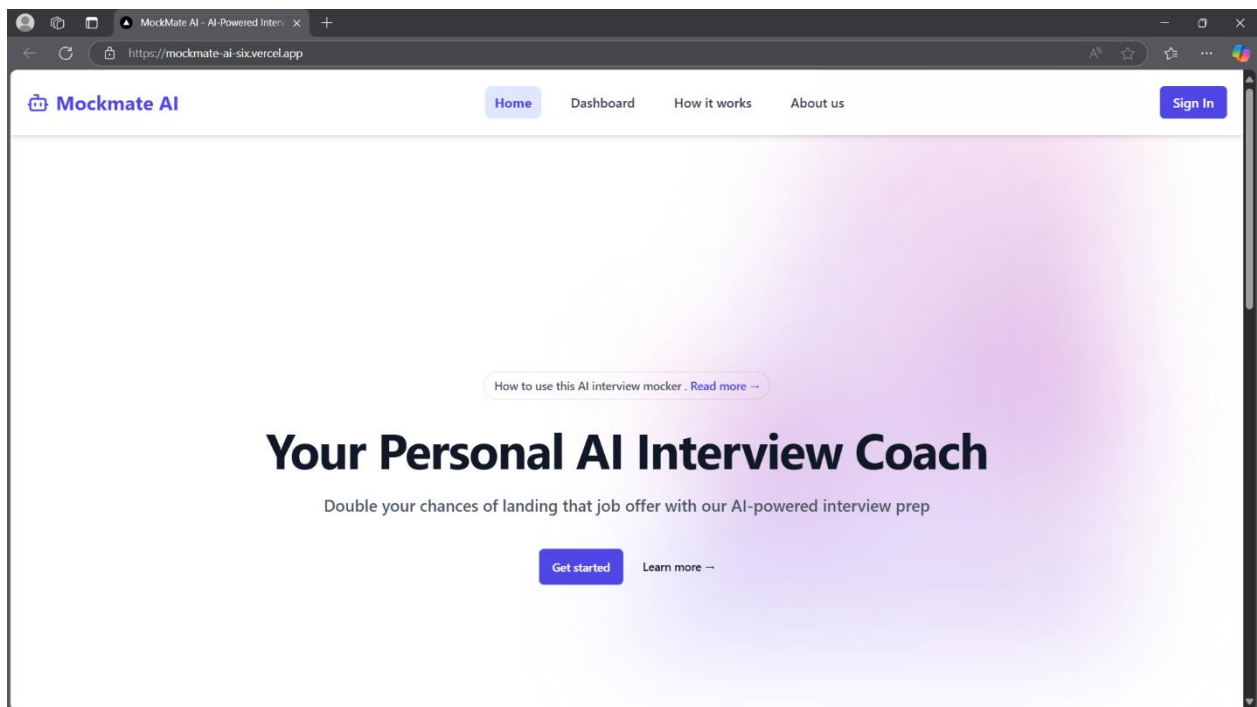 MockMate AI - AI-Powered Interv
https://mockmate-ai-six.vercel.app
Mockmate AI
Home Dashboard How it works About us
Sign In
How to use this AI interview mocker . Read more →
Your Personal AI Interview Coach
Double your chances of landing that job offer with our AI-powered interview prep
Get started Learn more →